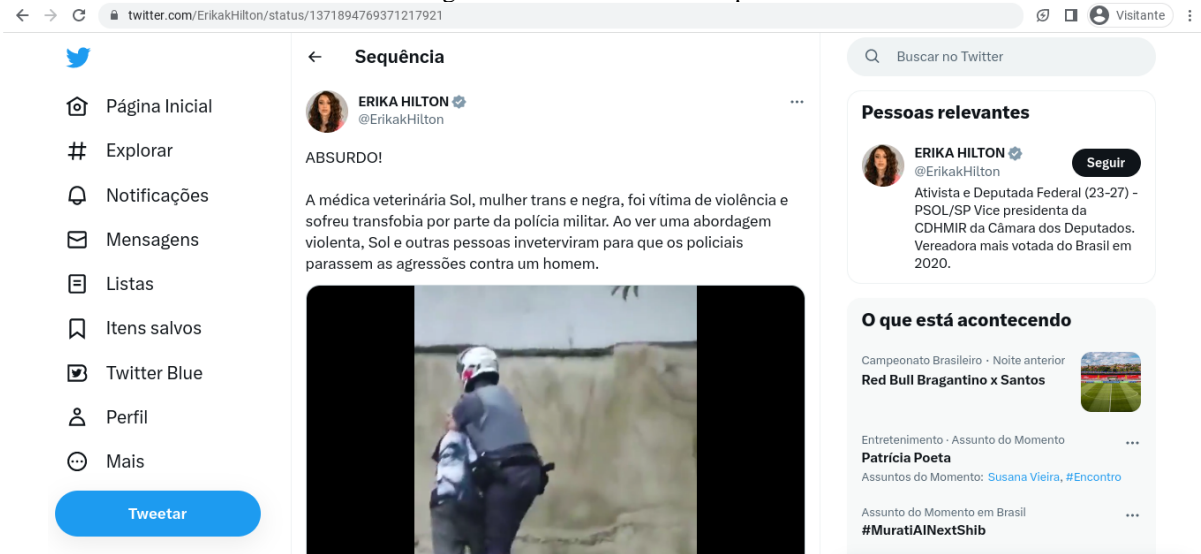 twitter.com/ErikakHilton/status/1371894769371217921
Visitante
Página Inicial
Explorar
Notificações
Mensagens
Listas
Itens salvos
Twitter Blue
Perfil
Mais
Tweetar
Sequência
ERIKA HILTON
@ErikakHilton
ABSURDO!
A médica veterinária Sol, mulher trans e negra, foi vítima de violência e
sofreu transfobia por parte da polícia militar. Ao ver uma abordagem
violenta, Sol e outras pessoas inveterviram para que os policiais
parassem as agressões contra um homem.
Buscar no Twitter
Pessoas relevantes
ERIKA HILTON
@ErikakHilton
Seguir
Ativista e Deputada Federal (23-27) -
PSOL/SP Vice presidenta da
CDHMIR da Câmara dos Deputados.
Vereadora mais votada do Brasil em
2020.
O que está acontecendo
Campeonato Brasileiro · Noite anterior
Red Bull Bragantino x Santos
Entretenimento · Assunto do Momento
Patrícia Poeta
Assuntos do Momento: Susana Vieira, #Encontro
Assunto do Momento em Brasil
#MuratiAINextShib